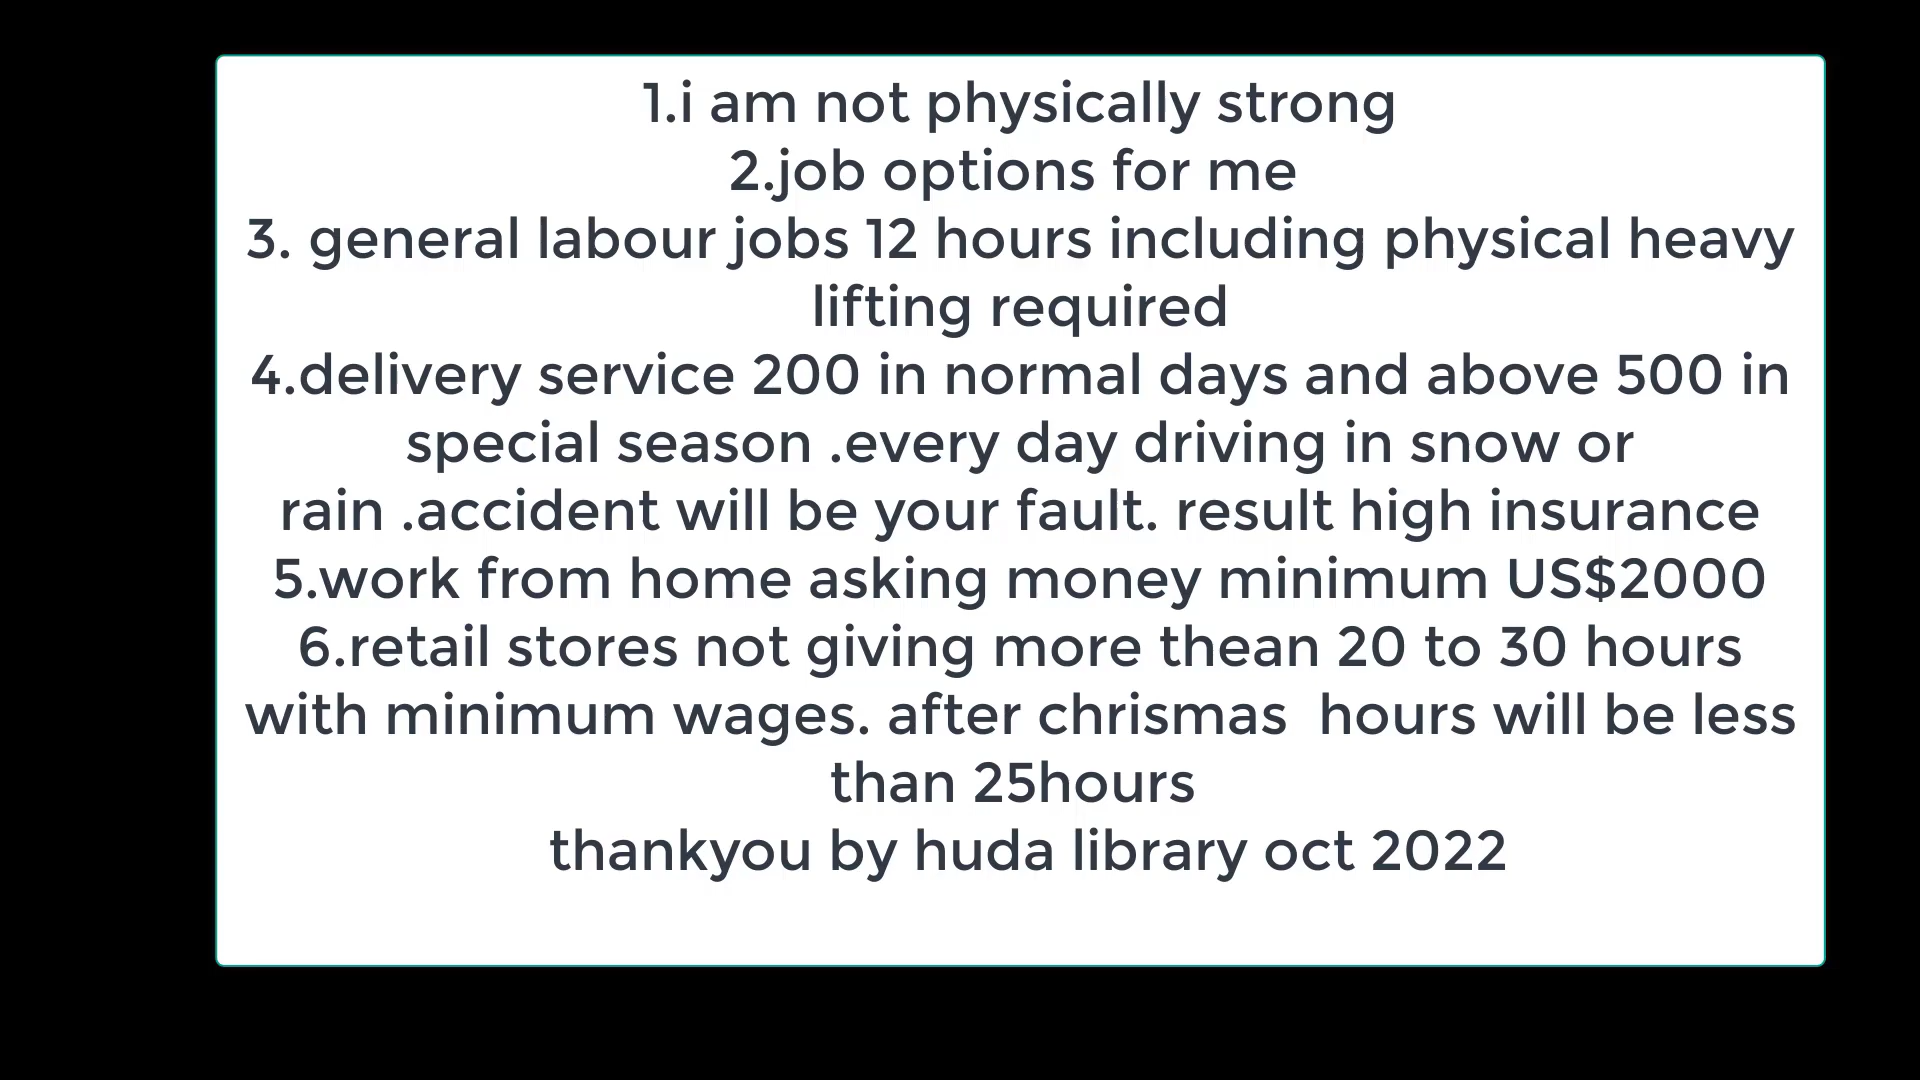 1.i am not physically strong
2.job options for me
3. general labour jobs 12 hours including physical heavy
lifting required
4.delivery service 200 in normal days and above 500 in
special season .every day driving in snow or
rain .accident will be your fault. result high insurance
5.work from home asking money minimum US$2000
6.retail stores not giving more thean 20 to 30 hours
with minimum wages. after chrismas  hours will be less
than 25hours
thankyou by huda library oct 2022